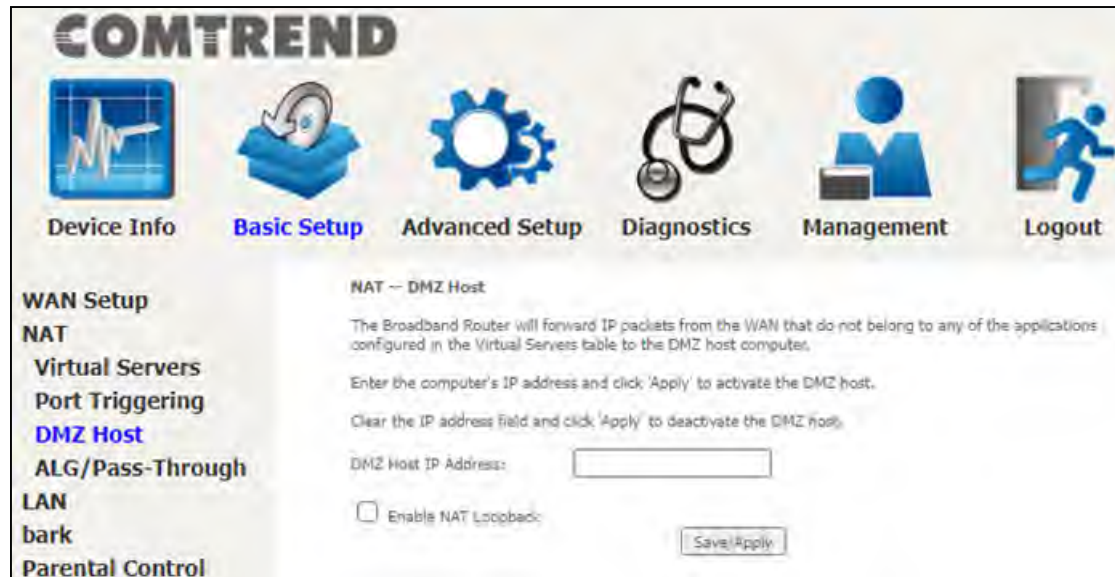 COMTREND
Device Info
Basic Setup
Advanced Setup
Diagnostics
Management
Logout
WAN Setup
NAT
Virtual Servers
Port Triggering
DMZ Host
ALG/Pass-Through
LAN
bark
Parental Control
NAT -- DMZ Host
The Broadband Router will forward IP packets from the WAN that do not belong to any of the applications
configured in the Virtual Servers table to the DMZ host computer.
Enter the computer's IP address and click 'Apply' to activate the DMZ host.
Clear the IP address field and click 'Apply' to deactivate the DMZ host.
DMZ Host IP Address:
Enable NAT Loopback
Save/Apply